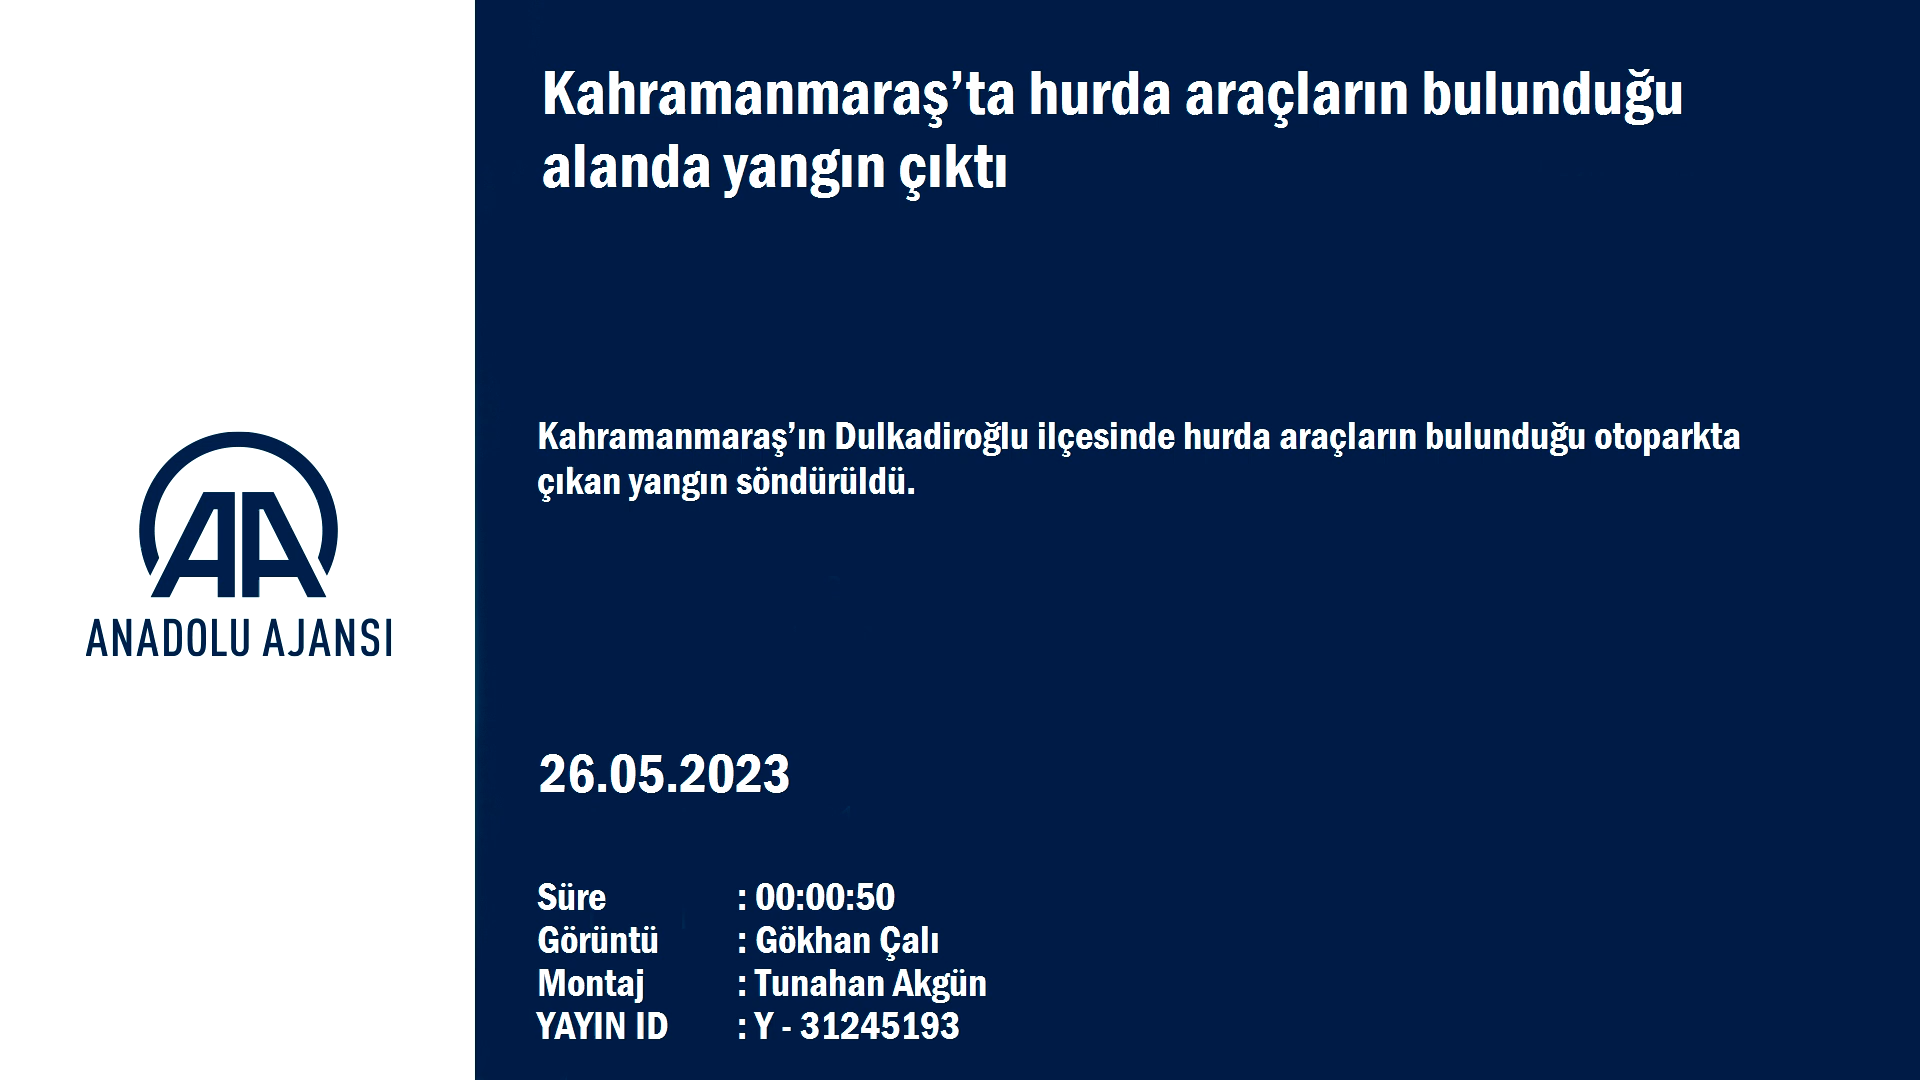 Kahramanmaraş’ta hurda araçların bulunduğu
alanda yangın çıktı
Kahramanmaraş’ın Dulkadiroğlu ilçesinde hurda araçların bulunduğu otoparkta
çıkan yangın söndürüldü.
AA
ANADOLU AJANSI
26.05.2023
Süre : 00:00:50
Görüntü : Gökhan Çalı
Montaj : Tunahan Akgün
YAYIN ID : Y - 31245193